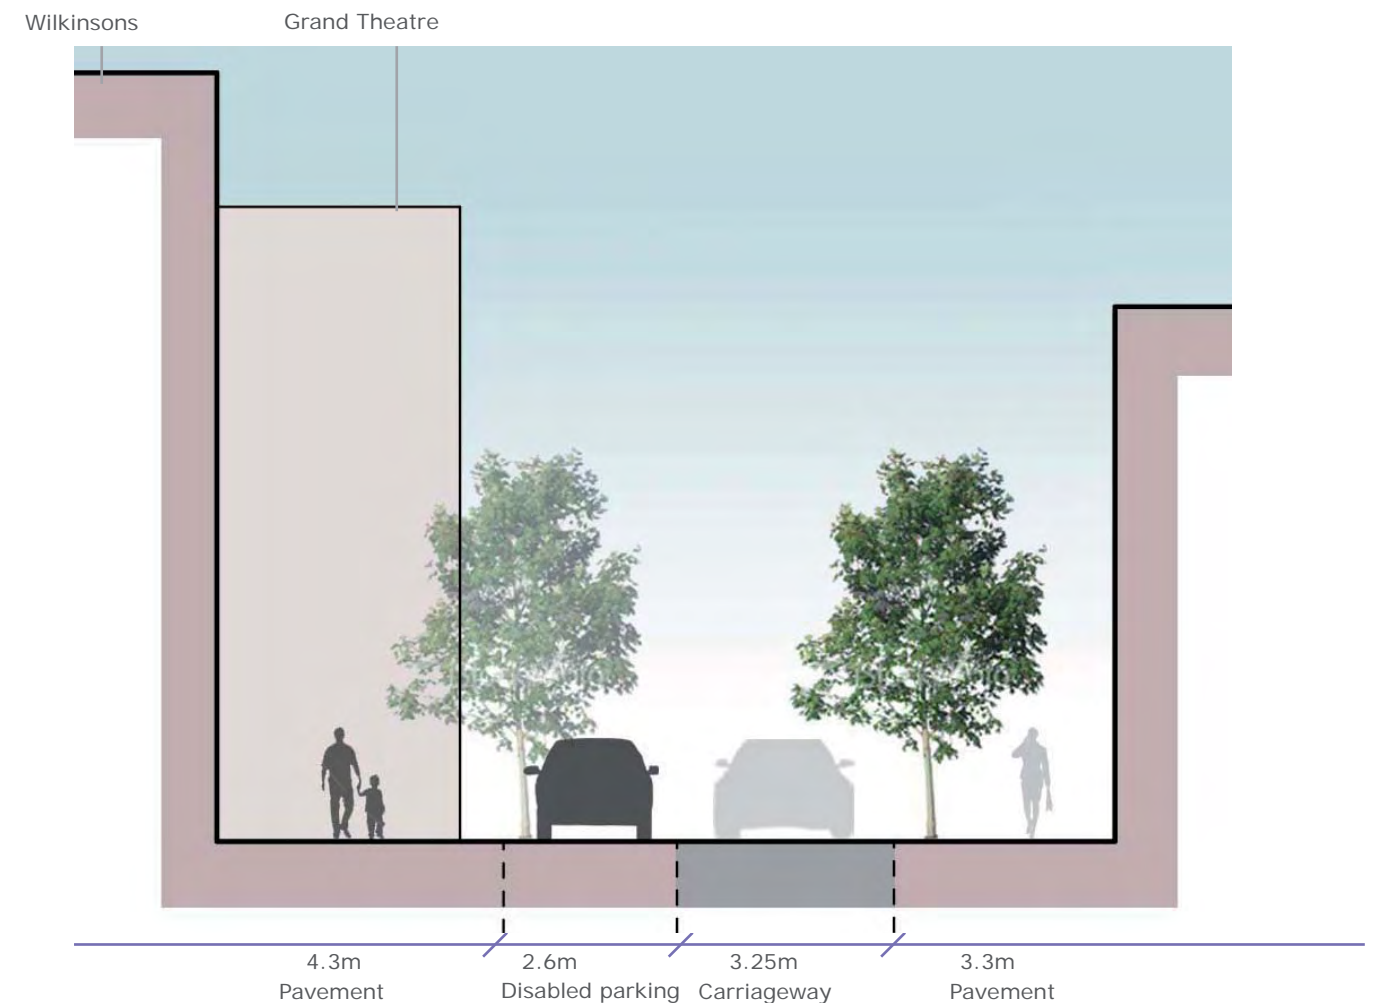 Wilkinsons
Grand Theatre
4.3m
2.6m
3.25m
3.3m
Pavement
Disabled parking
Carriageway
Pavement